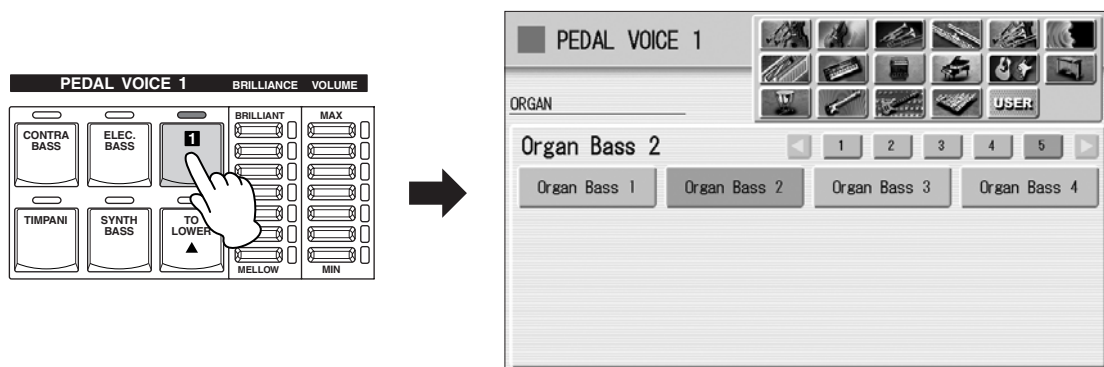 PEDAL VOICE 1 BRILLIANCE VOLUME
BRILLIANT MAX
CONTRA BASS
ELEC. BASS
1
TIMPANI
SYNTH BASS
TO LOWER
▲
MELLOW MIN
PEDAL VOICE 1
USER
ORGAN
Organ Bass 2 1 2 3 4 5
Organ Bass 1 Organ Bass 2 Organ Bass 3 Organ Bass 4